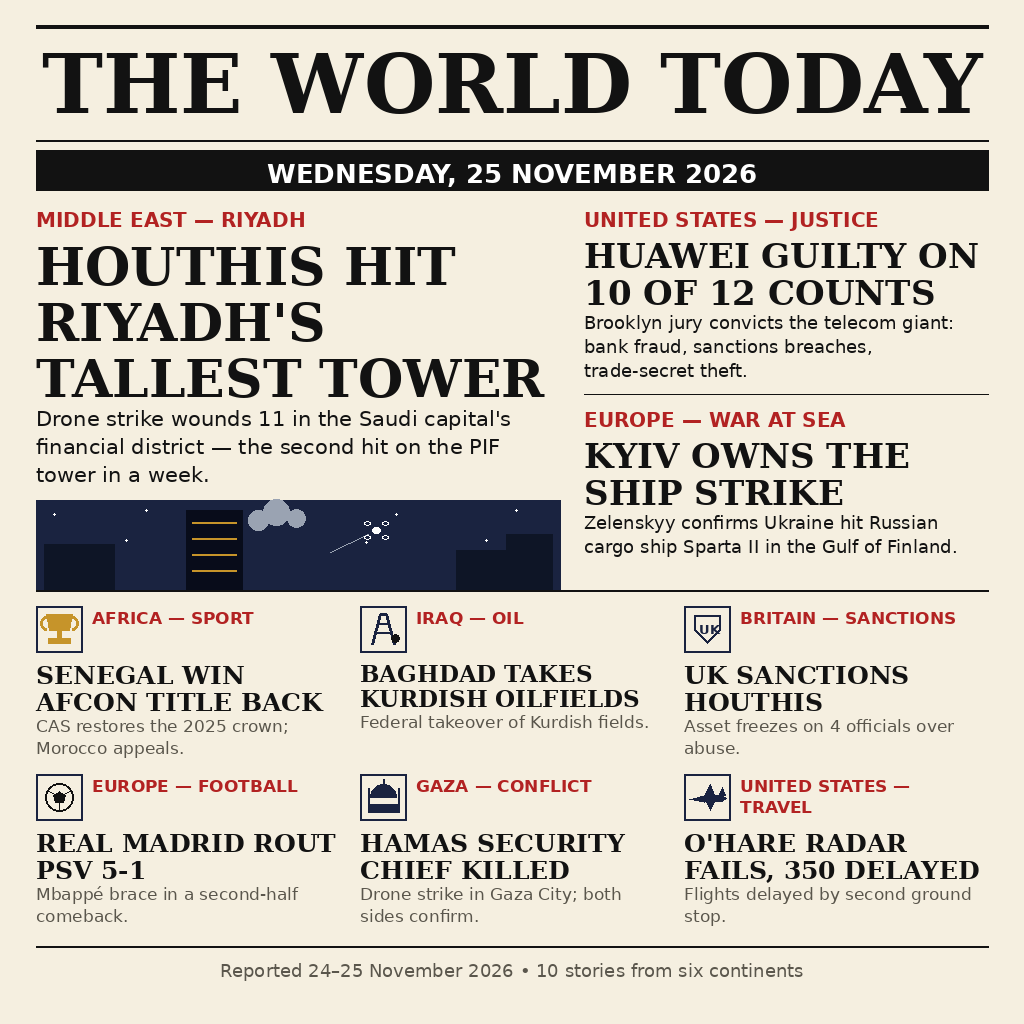 THE WORLD TODAY
WEDNESDAY, 25 NOVEMBER 2026
MIDDLE EAST — RIYADH
HOUTHIS HIT
RIYADH'S
TALLEST TOWER
Drone strike wounds 11 in the Saudi capital's
financial district — the second hit on the PIF
tower in a week.
UNITED STATES — JUSTICE
HUAWEI GUILTY ON
10 OF 12 COUNTS
Brooklyn jury convicts the telecom giant:
bank fraud, sanctions breaches,
trade-secret theft.
EUROPE — WAR AT SEA
KYIV OWNS THE
SHIP STRIKE
Zelenskyy confirms Ukraine hit Russian
cargo ship Sparta II in the Gulf of Finland.
AFRICA — SPORT
SENEGAL WIN
AFCON TITLE BACK
CAS restores the 2025 crown;
Morocco appeals.
IRAQ — OIL
BAGHDAD TAKES
KURDISH OILFIELDS
Federal takeover of Kurdish fields.
UK
BRITAIN — SANCTIONS
UK SANCTIONS
HOUTHIS
Asset freezes on 4 officials over
abuse.
EUROPE — FOOTBALL
REAL MADRID ROUT
PSV 5-1
Mbappé brace in a second-half
comeback.
GAZA — CONFLICT
HAMAS SECURITY
CHIEF KILLED
Drone strike in Gaza City; both
sides confirm.
UNITED STATES —
TRAVEL
O'HARE RADAR
FAILS, 350 DELAYED
Flights delayed by second ground
stop.
Reported 24–25 November 2026 • 10 stories from six continents